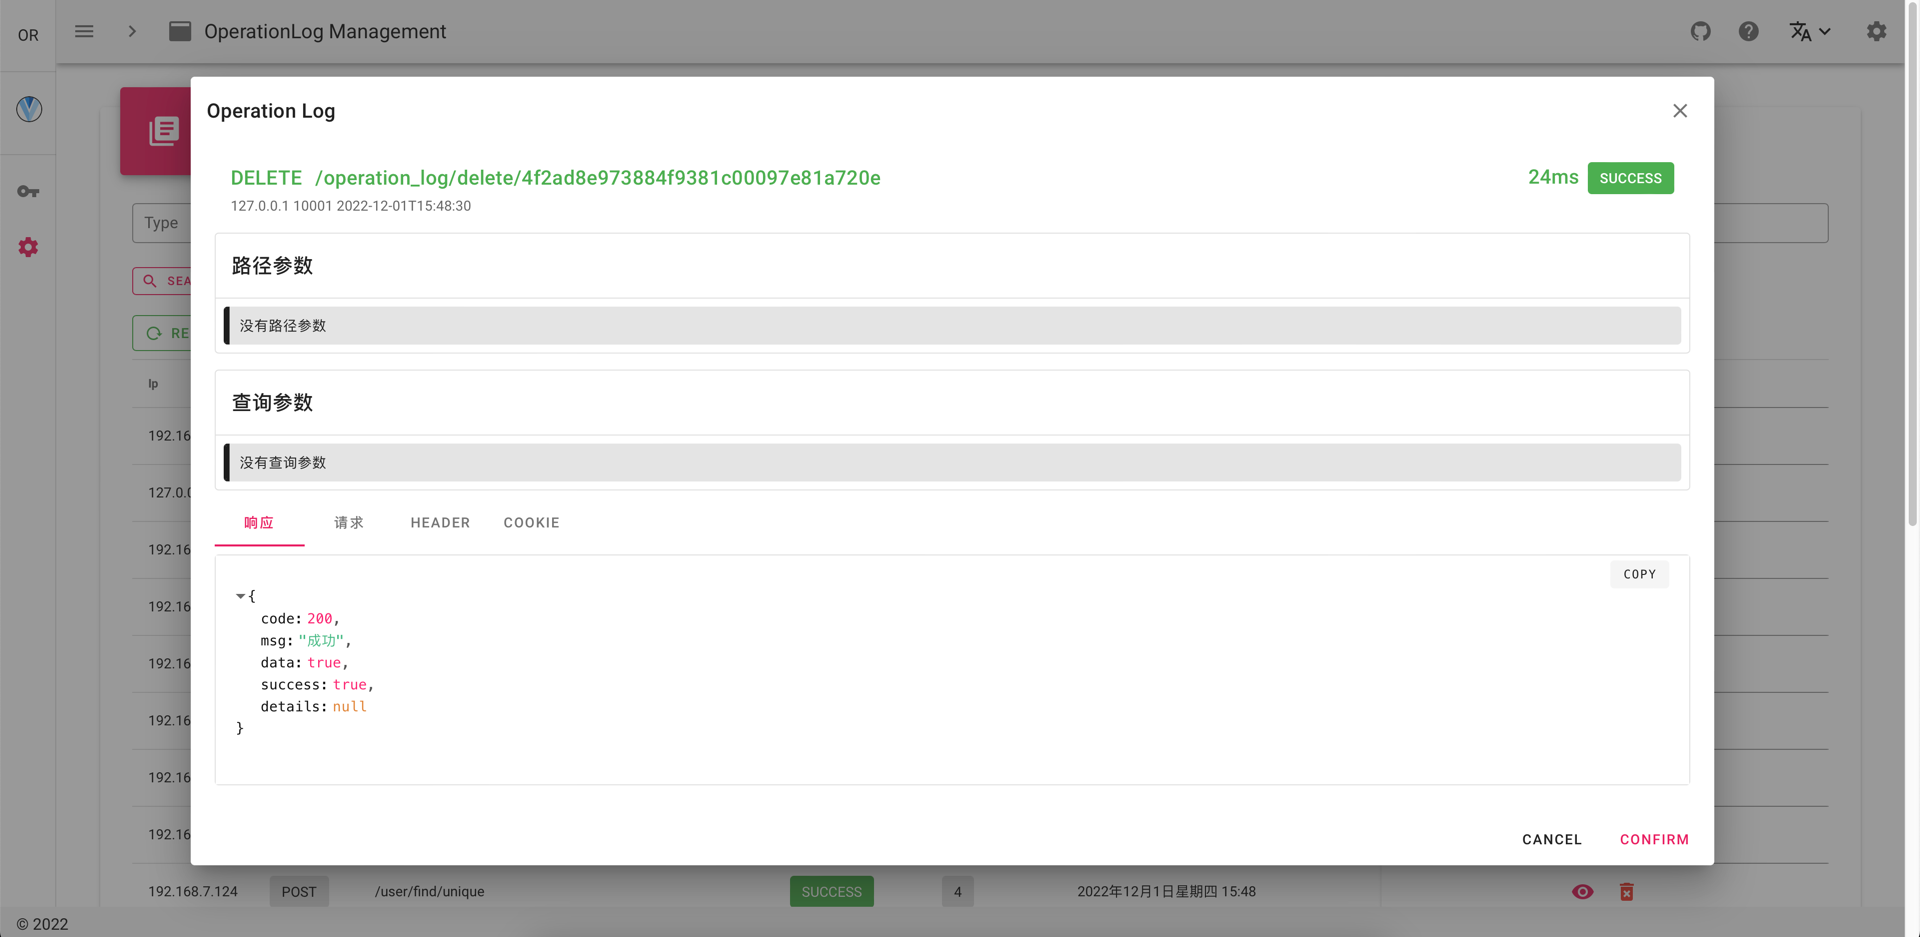 OR
OperationLog Management
Operation Log
DELETE /operation_log/delete/4f2ad8e973884f9381c00097e81a720e
24ms SUCCESS
127.0.0.1 10001 2022-12-01T15:48:30
Type
路径参数
SEA
没有路径参数
RE
Ip
查询参数
192.16
没有查询参数
127.0.0
响应 请求 HEADER COOKIE
192.16
COPY
{
code: 200,
192.16
msg: "成功",
data: true,
192.16
success: true,
details: null
192.16
}
192.16
192.16
CANCEL CONFIRM
192.168.7.124 POST /user/find/unique SUCCESS 4 2022年12月1日星期四 15:48
© 2022